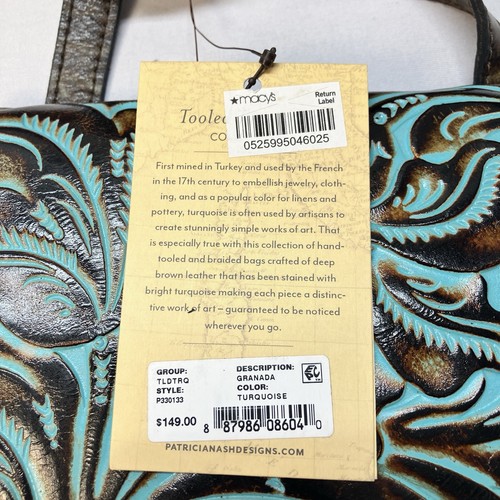 ★macy's
Return
Label
0525995046025
Tooled
CO
First mined in Turkey and used by the French
in the 17th century to embellish jewelry, cloth-
ing, and as a popular color for linens and
pottery, turquoise is often used by artisans to
create stunningly simple works of art. That
is especially true with this collection of hand-
tooled and braided bags crafted of deep
brown leather that has been stained with
bright turquoise making each piece a distinc-
tive work of art – guaranteed to be noticed
wherever you go.
GROUP:
TLDTRQ
STYLE:
P330133
DESCRIPTION:
GRANADA
COLOR:
TURQUOISE
$149.00
8 87986 08604 0
PATRICIANASHDESIGNS.COM